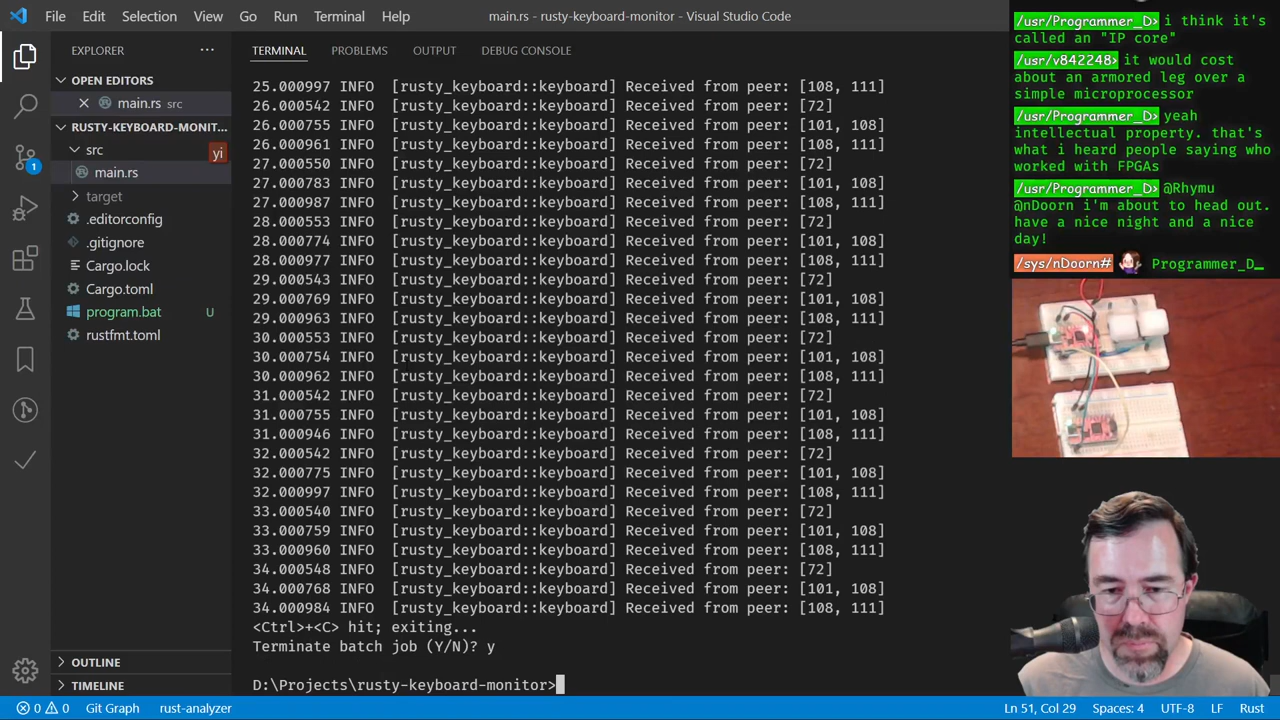 File Edit Selection View Go Run Terminal Help
main.rs - rusty-keyboard-monitor - Visual Studio Code
EXPLORER
OPEN EDITORS
main.rs src
RUSTY-KEYBOARD-MONIT...
src
yi
main.rs
target
.editorconfig
.gitignore
Cargo.lock
Cargo.toml
program.bat U
rustfmt.toml
OUTLINE
TIMELINE
1
TERMINAL PROBLEMS OUTPUT DEBUG CONSOLE
25.000997 INFO [rusty_keyboard::keyboard] Received from peer: [108, 111]
26.000542 INFO [rusty_keyboard::keyboard] Received from peer: [72]
26.000755 INFO [rusty_keyboard::keyboard] Received from peer: [101, 108]
26.000961 INFO [rusty_keyboard::keyboard] Received from peer: [108, 111]
27.000550 INFO [rusty_keyboard::keyboard] Received from peer: [72]
27.000783 INFO [rusty_keyboard::keyboard] Received from peer: [101, 108]
27.000987 INFO [rusty_keyboard::keyboard] Received from peer: [108, 111]
28.000553 INFO [rusty_keyboard::keyboard] Received from peer: [72]
28.000774 INFO [rusty_keyboard::keyboard] Received from peer: [101, 108]
28.000977 INFO [rusty_keyboard::keyboard] Received from peer: [108, 111]
29.000543 INFO [rusty_keyboard::keyboard] Received from peer: [72]
29.000769 INFO [rusty_keyboard::keyboard] Received from peer: [101, 108]
29.000963 INFO [rusty_keyboard::keyboard] Received from peer: [108, 111]
30.000553 INFO [rusty_keyboard::keyboard] Received from peer: [72]
30.000754 INFO [rusty_keyboard::keyboard] Received from peer: [101, 108]
30.000962 INFO [rusty_keyboard::keyboard] Received from peer: [108, 111]
31.000542 INFO [rusty_keyboard::keyboard] Received from peer: [72]
31.000755 INFO [rusty_keyboard::keyboard] Received from peer: [101, 108]
31.000946 INFO [rusty_keyboard::keyboard] Received from peer: [108, 111]
32.000542 INFO [rusty_keyboard::keyboard] Received from peer: [72]
32.000775 INFO [rusty_keyboard::keyboard] Received from peer: [101, 108]
32.000997 INFO [rusty_keyboard::keyboard] Received from peer: [108, 111]
33.000540 INFO [rusty_keyboard::keyboard] Received from peer: [72]
33.000759 INFO [rusty_keyboard::keyboard] Received from peer: [101, 108]
33.000960 INFO [rusty_keyboard::keyboard] Received from peer: [108, 111]
34.000548 INFO [rusty_keyboard::keyboard] Received from peer: [72]
34.000768 INFO [rusty_keyboard::keyboard] Received from peer: [101, 108]
34.000984 INFO [rusty_keyboard::keyboard] Received from peer: [108, 111]
<Ctrl>+<C> hit; exiting...
Terminate batch job (Y/N)? y
D:\Projects\rusty-keyboard-monitor>
/usr/Programmer_D> i think it's
called an "IP core"
/usr/v842248> it would cost
about an armored leg over a
simple microprocessor
/usr/Programmer_D> yeah
intellectual property. that's
what i heard people saying who
worked with FPGAs
/usr/Programmer_D> @Rhymu
@nDoorn i'm about to head out.
have a nice night and a nice
day!
/sys/nDoorn# Programmer_D_
0 0 Git Graph rust-analyzer
Ln 51, Col 29 Spaces: 4 UTF-8 LF Rust